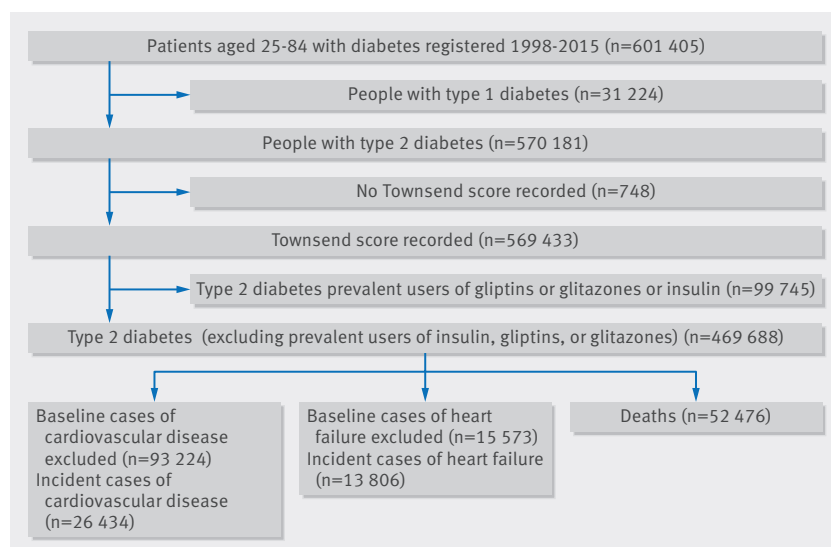 Patients aged 25-84 with diabetes registered 1998-2015 (n=601 405)
People with type 1 diabetes (n=31 224)
People with type 2 diabetes (n=570 181)
No Townsend score recorded (n=748)
Townsend score recorded (n=569 433)
Type 2 diabetes prevalent users of gliptins or glitazones or insulin (n=99 745)
Type 2 diabetes (excluding prevalent users of insulin, gliptins, or glitazones) (n=469 688)
Baseline cases of
cardiovascular disease
excluded (n=93 224)
Incident cases of
cardiovascular disease
(n=26 434)
Baseline cases of heart
failure excluded (n=15 573)
Incident cases of heart failure
(n=13 806)
Deaths (n=52 476)